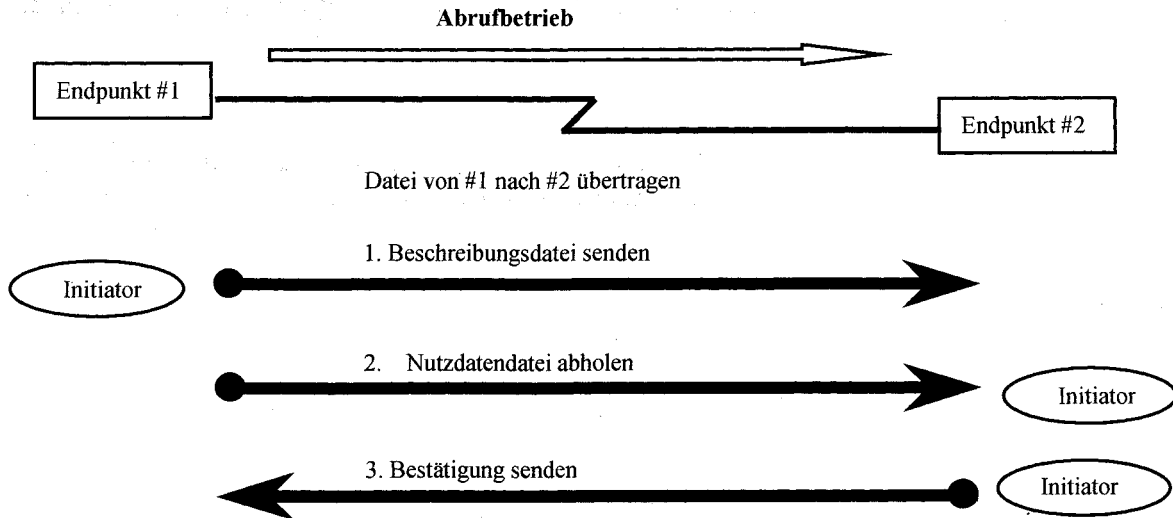 Abrufbetrieb
Endpunkt #1
Endpunkt #2
Datei von #1 nach #2 übertragen
1. Beschreibungsdatei senden
Initiator
2. Nutzdatendatei abholen
Initiator
3. Bestätigung senden
Initiator